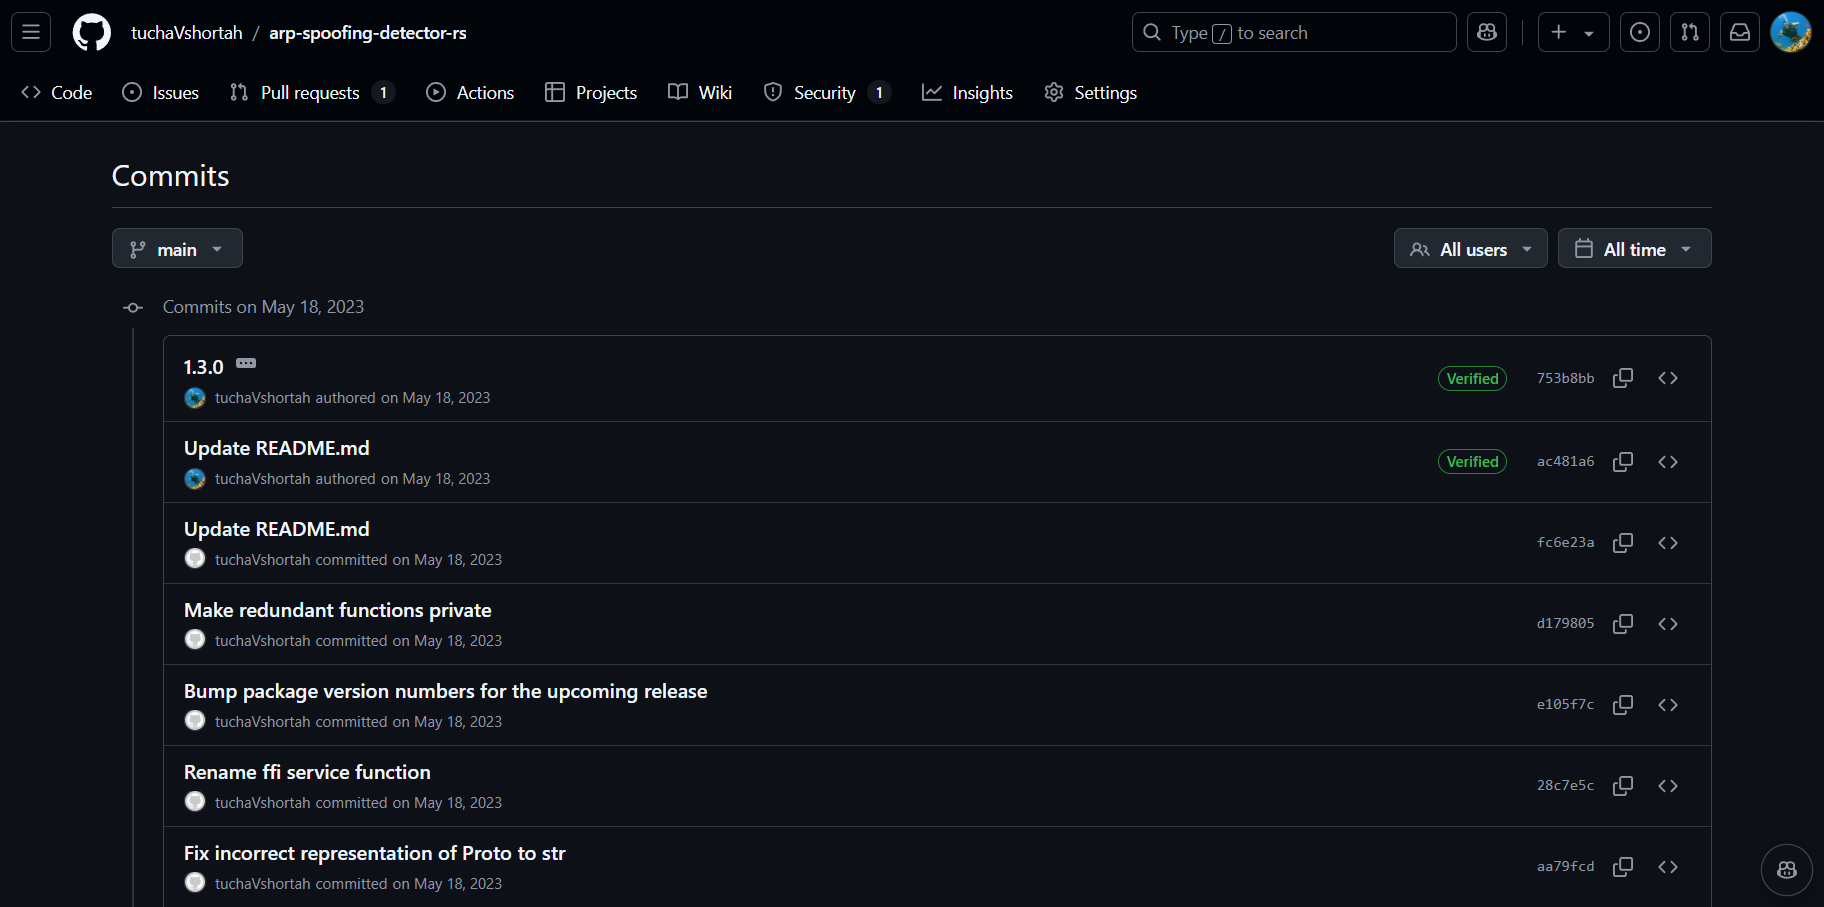 tuchaVshortah / arp-spoofing-detector-rs
Type / to search
Code Issues Pull requests 1 Actions Projects Wiki Security 1 Insights Settings
Commits
main All users All time
Commits on May 18, 2023
1.3.0
Verified 753b8bb
tuchaVshortah authored on May 18, 2023
Update README.md
Verified ac481a6
tuchaVshortah authored on May 18, 2023
Update README.md
fc6e23a
tuchaVshortah committed on May 18, 2023
Make redundant functions private
d179805
tuchaVshortah committed on May 18, 2023
Bump package version numbers for the upcoming release
e105f7c
tuchaVshortah committed on May 18, 2023
Rename ffi service function
28c7e5c
tuchaVshortah committed on May 18, 2023
Fix incorrect representation of Proto to str
aa79fcd
tuchaVshortah committed on May 18, 2023